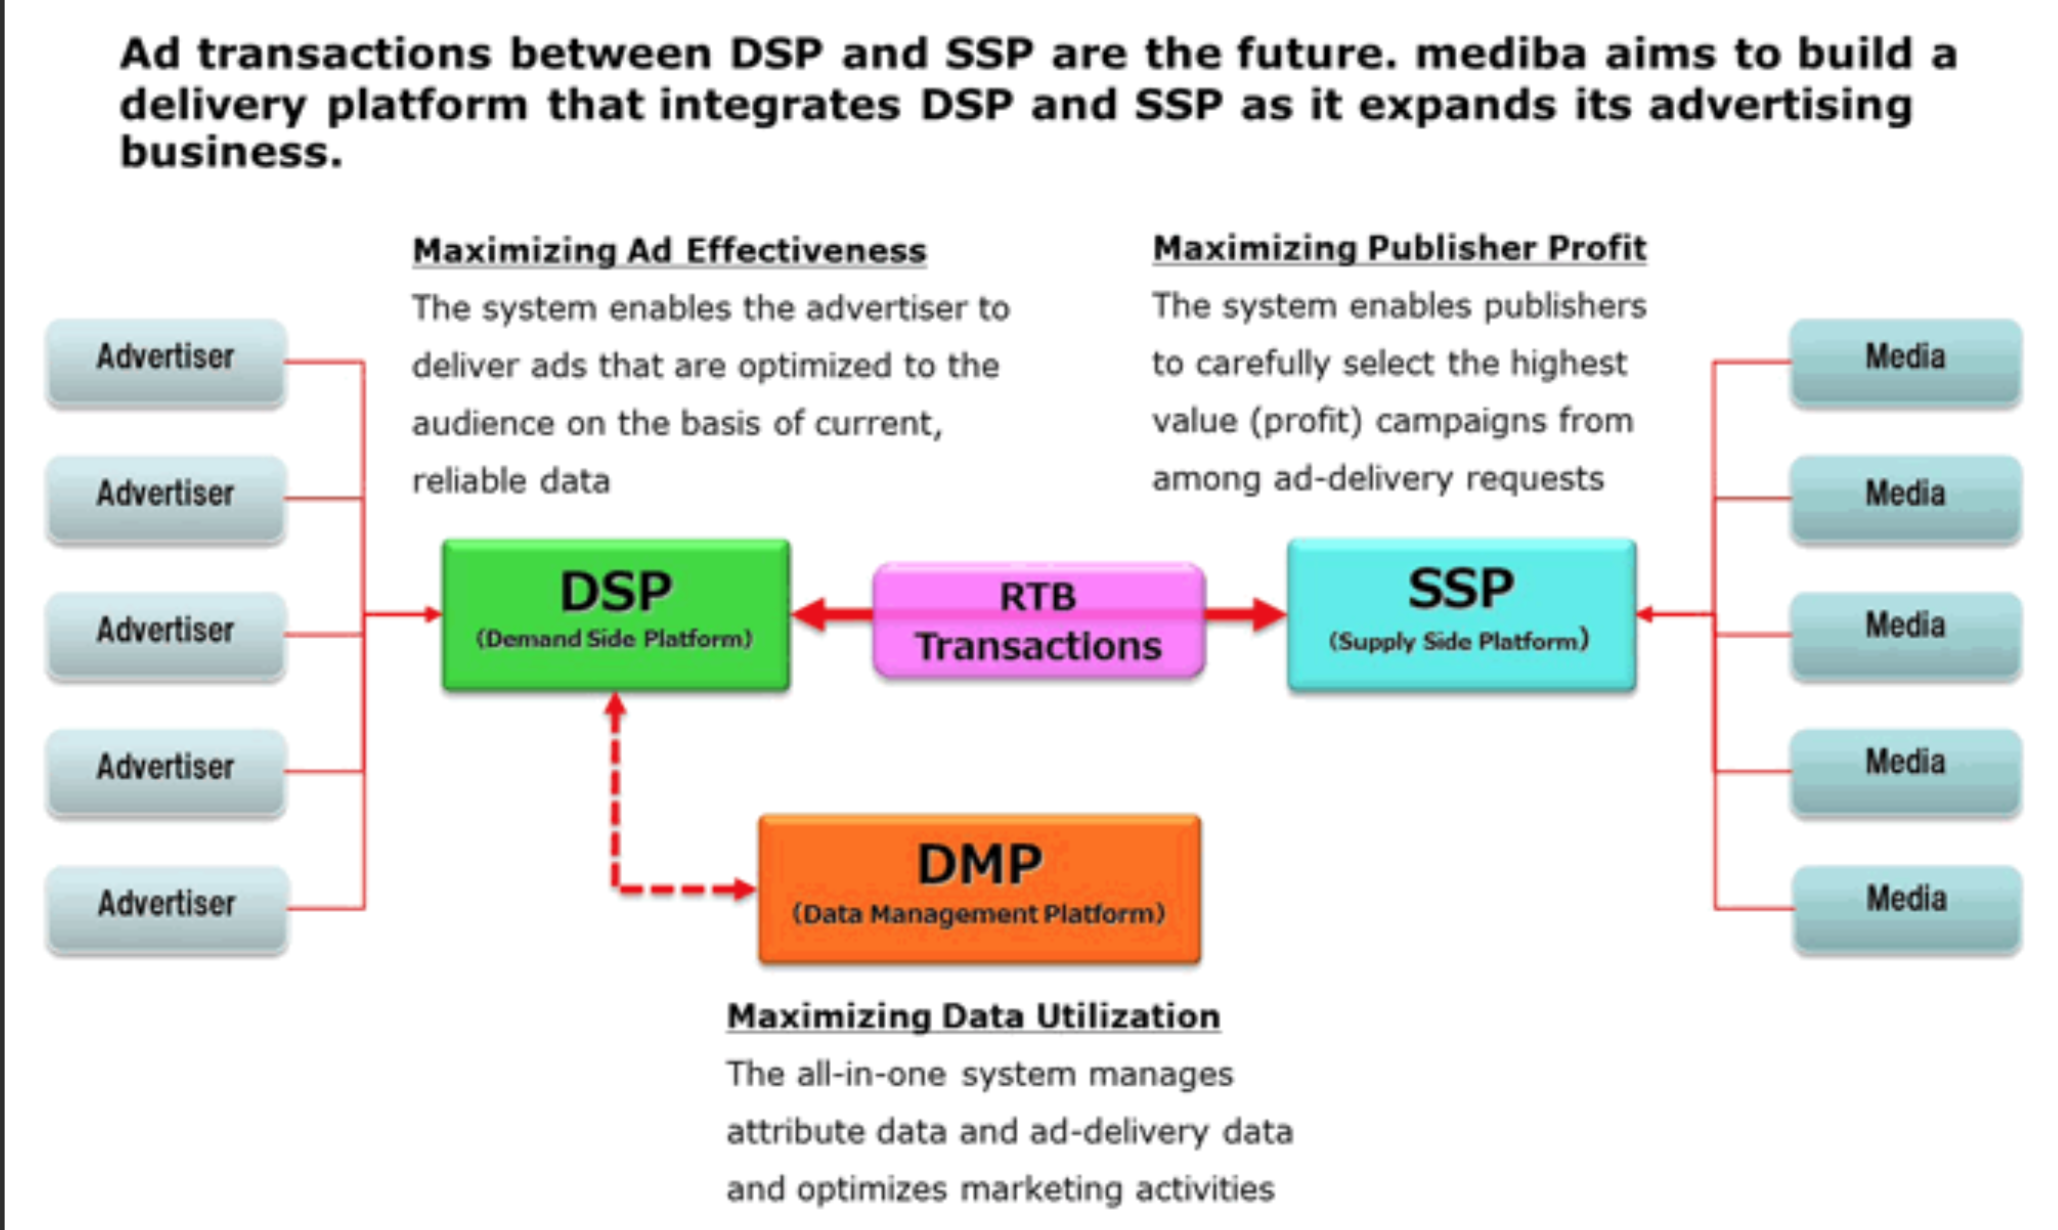 Ad transactions between DSP and SSP are the future. mediba aims to build a
delivery platform that integrates DSP and SSP as it expands its advertising
business.
Maximizing Ad Effectiveness
The system enables the advertiser to
deliver ads that are optimized to the
audience on the basis of current,
reliable data
Maximizing Publisher Profit
The system enables publishers
to carefully select the highest
value (profit) campaigns from
among ad-delivery requests
Advertiser
Advertiser
Advertiser
Advertiser
Advertiser
DSP
(Demand Side Platform)
RTB
Transactions
SSP
(Supply Side Platform)
Media
Media
Media
Media
Media
DMP
(Data Management Platform)
Maximizing Data Utilization
The all-in-one system manages
attribute data and ad-delivery data
and optimizes marketing activities